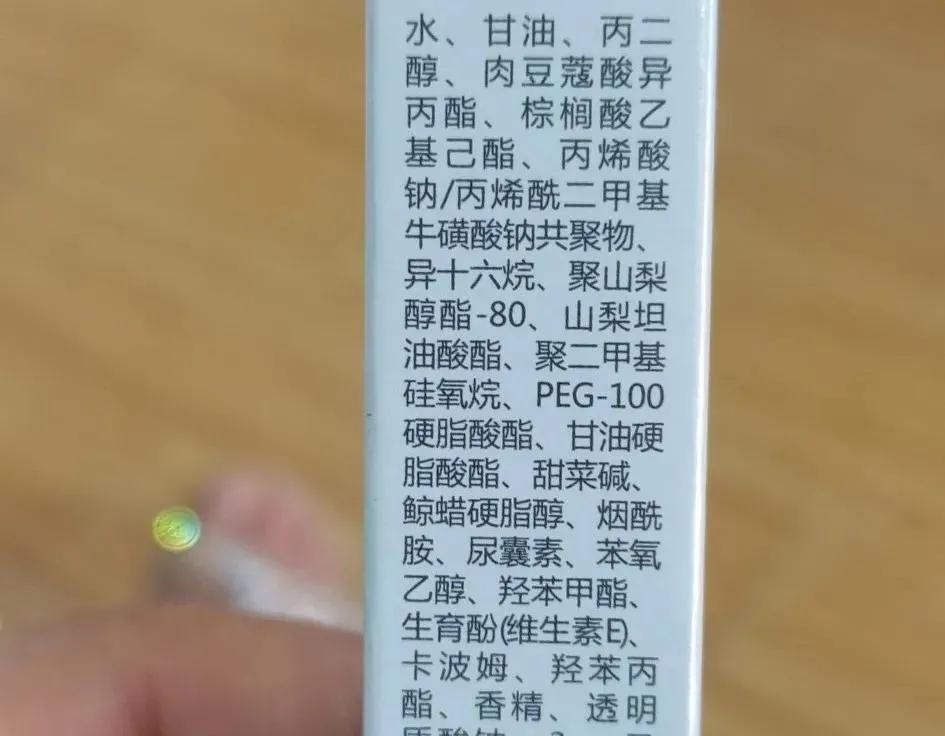 水、甘油、丙二
醇、肉豆蔻酸异
丙酯、棕榈酸乙
基己酯、丙烯酸
钠/丙烯酰二甲基
牛磺酸钠共聚物、
异十六烷、聚山梨
醇酯-80、山梨坦
油酸酯、聚二甲基
硅氧烷、PEG-100
硬脂酸酯、甘油硬
脂酸酯、甜菜碱、
鲸蜡硬脂醇、烟酰
胺、尿囊素、苯氧
乙醇、羟苯甲酯、
生育酚(维生素E)、
卡波姆、羟苯丙
酯、香精、透明